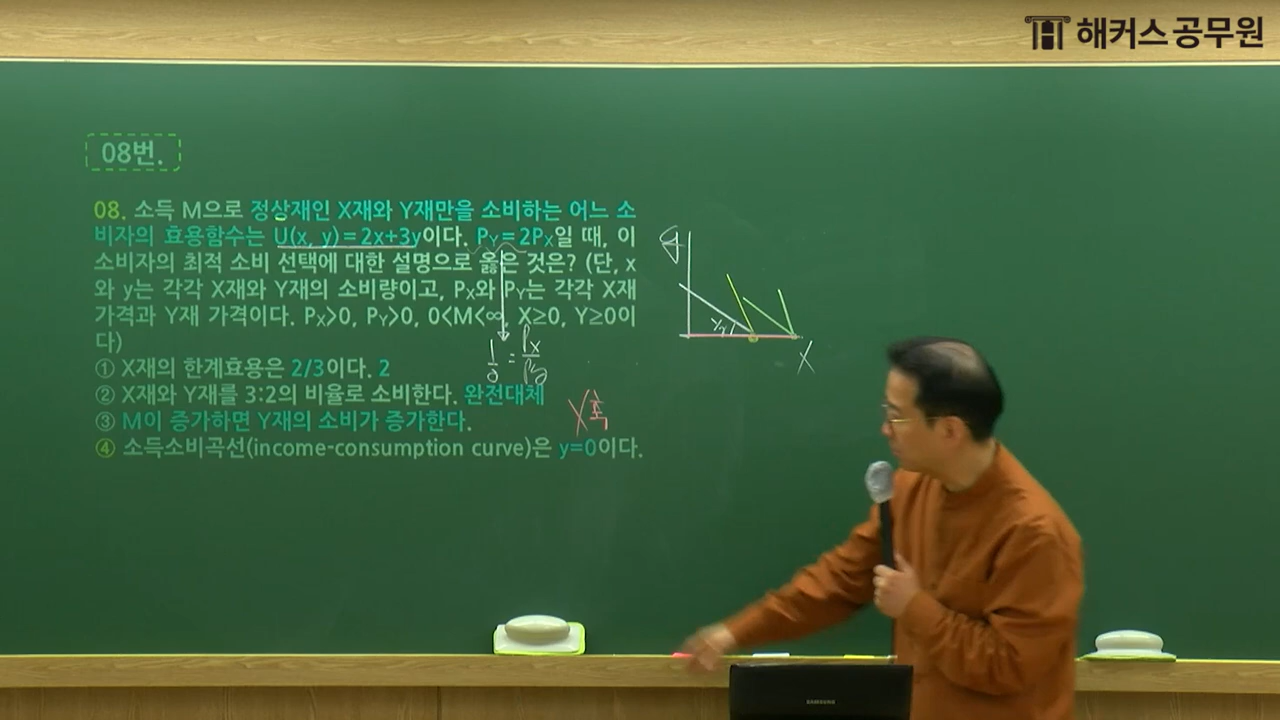 해커스공무원
08번.
08. 소득 M으로 정상재인 X재와 Y재만을 소비하는 어느 소
비자의 효용함수는 U(x, y)=2x+3y이다. PY=2PX일 때, 이
소비자의 최적 소비 선택에 대한 설명으로 옳은 것은? (단, x
와 y는 각각 X재와 Y재의 소비량이고, PX와 PY는 각각 X재
가격과 Y재 가격이다. PX>0, PY>0, 0<M<∞, X≥0, Y≥0이
다)
① X재의 한계효용은 2/3이다. 2
② X재와 Y재를 3:2의 비율로 소비한다. 완전대체
③ M이 증가하면 Y재의 소비가 증가한다.
④ 소득소비곡선(income-consumption curve)은 y=0이다.
1/2 = Px/Py
X축
X
SAMSUNG